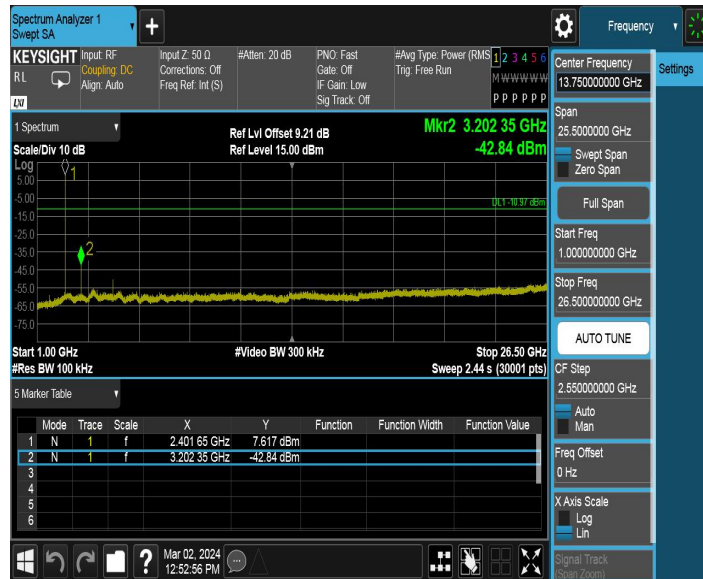 Spectrum Analyzer 1
Swept SA
+
Frequency
KEYSIGHT
RL
LXI
Input: RF
Coupling: DC
Align: Auto
Input Z: 50 Ω
Corrections: Off
Freq Ref: Int (S)
#Atten: 20 dB
PNO: Fast
Gate: Off
IF Gain: Low
Sig Track: Off
#Avg Type: Power (RMS
Trig: Free Run
1 2 3 4 5 6
M W W W W W
P P P P P P
1 Spectrum
Scale/Div 10 dB
Ref Lvl Offset 9.21 dB
Ref Level 15.00 dBm
Mkr2 3.202 35 GHz
-42.84 dBm
Log
5.00
-5.00
-15.0
-25.0
-35.0
-45.0
-55.0
-65.0
-75.0
1
2
DL1 -10.97 dBm
Start 1.00 GHz
#Res BW 100 kHz
#Video BW 300 kHz
Stop 26.50 GHz
Sweep 2.44 s (30001 pts)
5 Marker Table
Mode Trace Scale X Y Function Function Width Function Value
1 N 1 f 2.401 65 GHz 7.617 dBm
2 N 1 f 3.202 35 GHz -42.84 dBm
3
4
5
6
?
Mar 02, 2024
12:52:56 PM
Center Frequency
13.750000000 GHz
Settings
Span
25.5000000 GHz
Swept Span
Zero Span
Full Span
Start Freq
1.000000000 GHz
Stop Freq
26.500000000 GHz
AUTO TUNE
CF Step
2.550000000 GHz
Auto
Man
Freq Offset
0 Hz
X Axis Scale
Log
Lin
Signal Track
(Span Zoom)